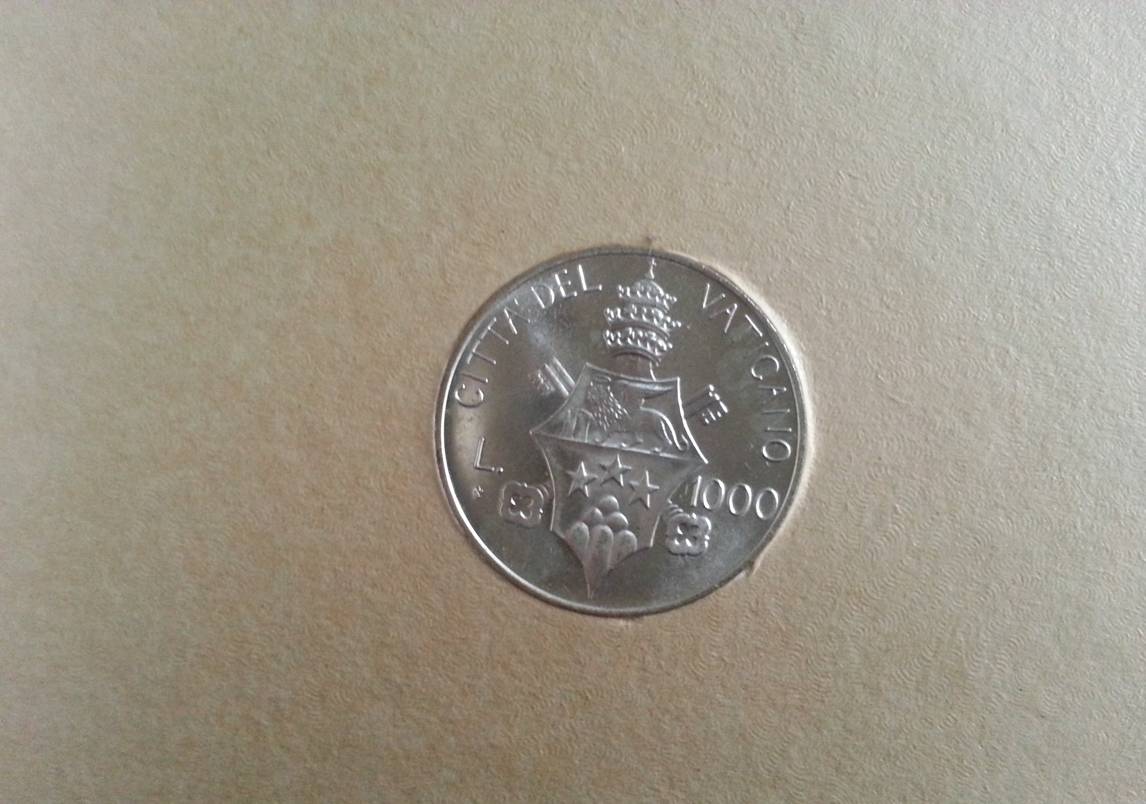 CITTA' DEL VATICANO
L. 1000